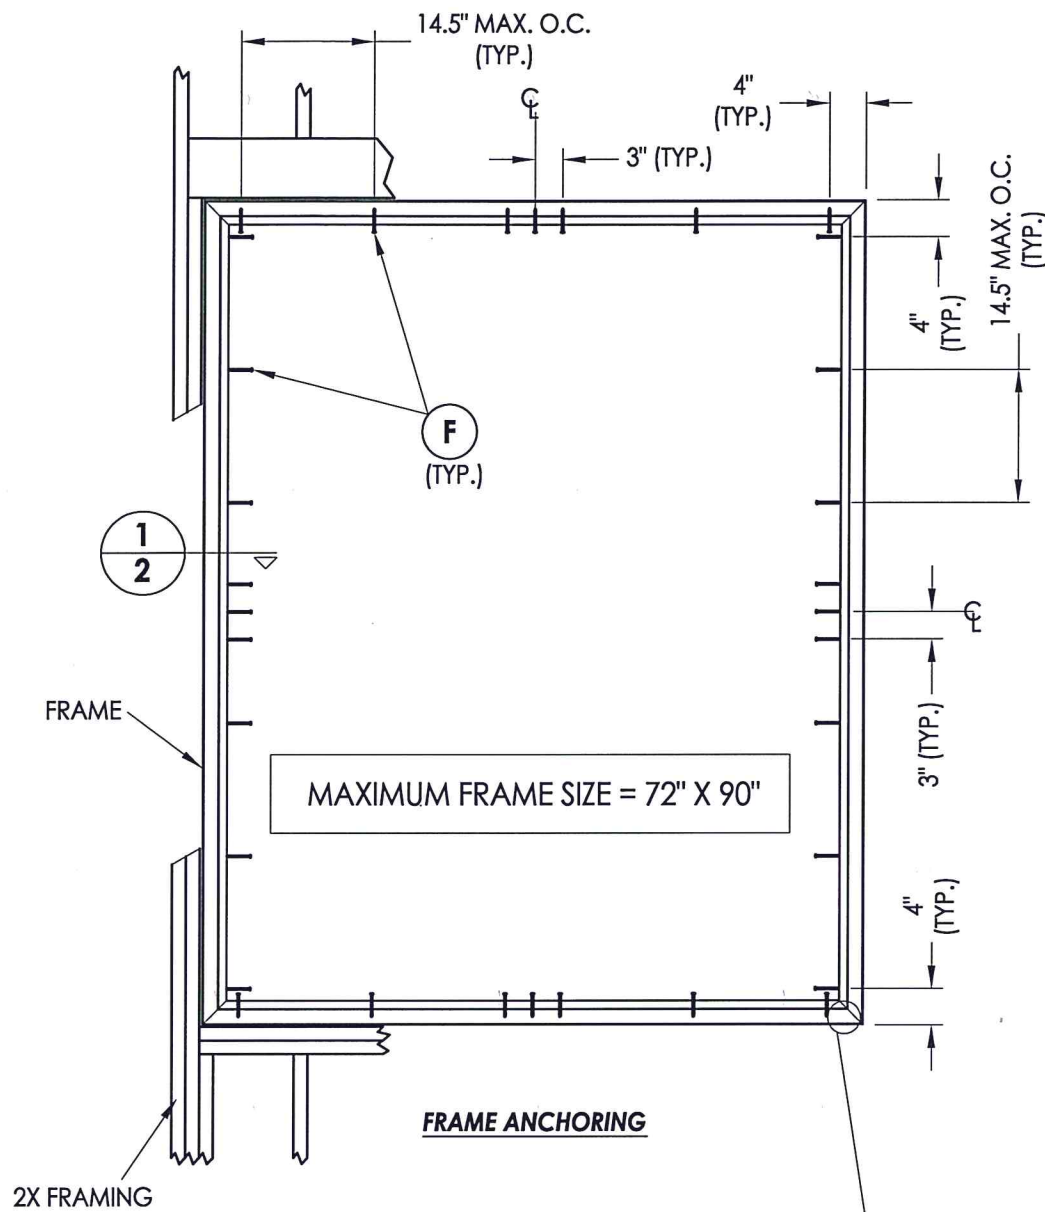 14.5" MAX. O.C.
(TYP.)
℄
4"
(TYP.)
3" (TYP.)
14.5" MAX. O.C.
(TYP.)
4"
(TYP.)
F
(TYP.)
1
2
℄
FRAME
3" (TYP.)
MAXIMUM FRAME SIZE = 72" X 90"
4"
(TYP.)
FRAME ANCHORING
2X FRAMING